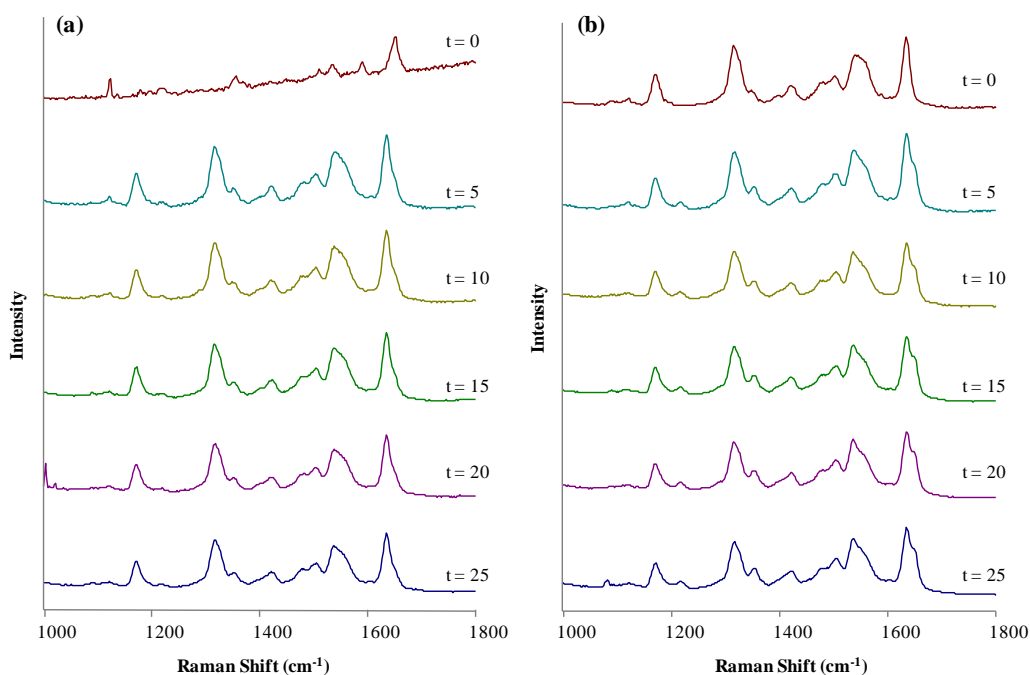 (a)
t = 0
t = 5
t = 10
t = 15
t = 20
t = 25
Intensity
1000 1200 1400 1600 1800
Raman Shift (cm⁻¹)
(b)
t = 0
t = 5
t = 10
t = 15
t = 20
t = 25
Intensity
1000 1200 1400 1600 1800
Raman Shift (cm⁻¹)